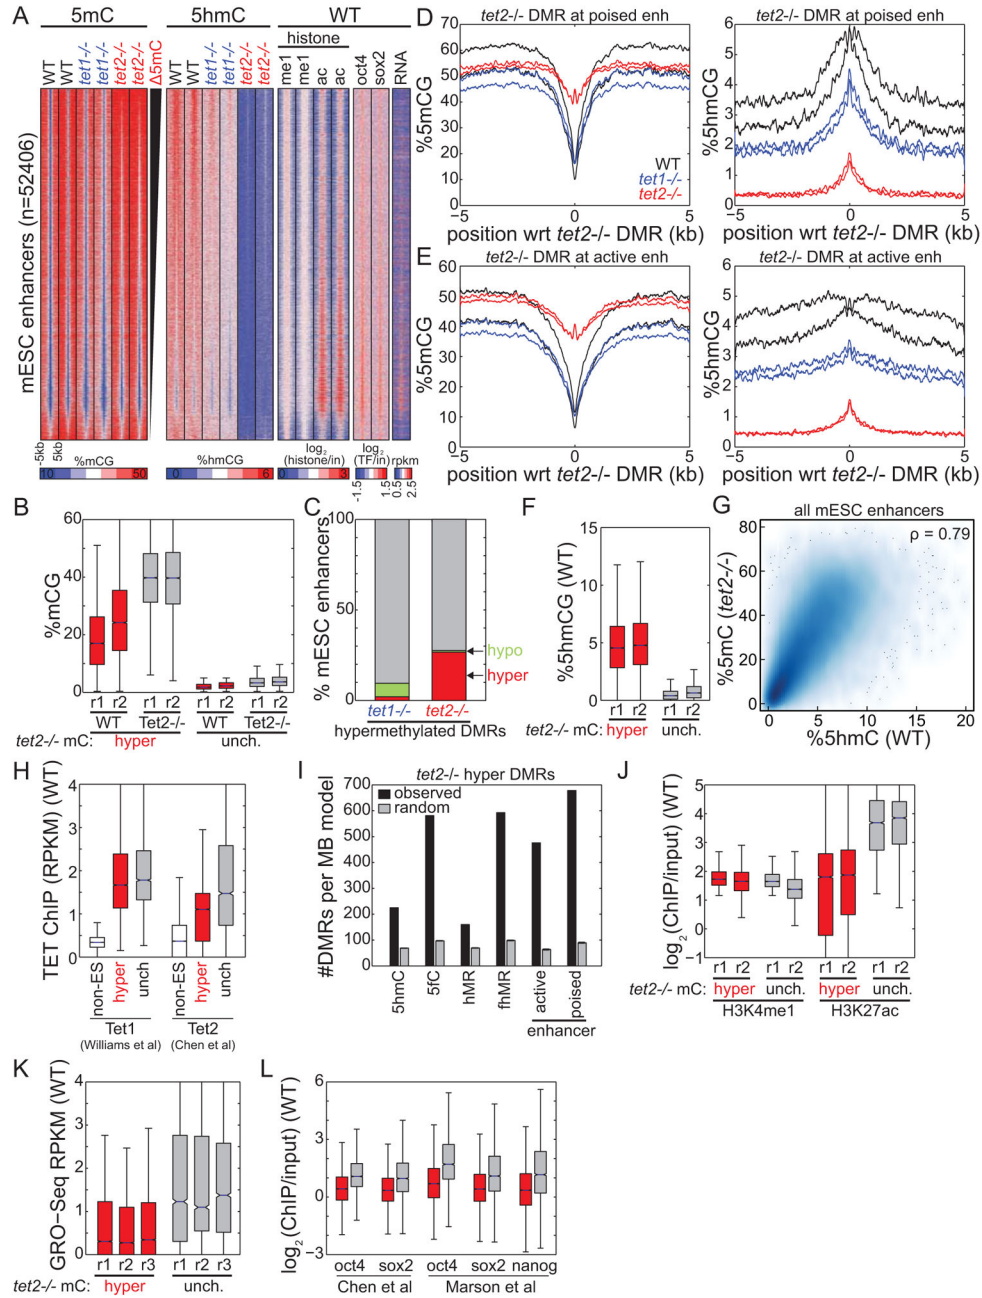 A
5mC
5hmC
WT
histone
WT
WT
tet1-/-
tet1-/-
tet2-/-
tet2-/-
Δ5mC
WT
WT
tet1-/-
tet1-/-
tet2-/-
tet2-/-
me1
me1
ac
ac
oct4
sox2
RNA
mESC enhancers (n=52406)
-5kb
5kb
%mCG
10
50
%hmCG
0
6
log2
(histone/in)
0
3
log2
(TF/in)
-1.5
1.5
rpkm
0.5
2.5
D
tet2-/- DMR at poised enh
%5mCG
70
60
50
40
30
20
10
0
WT
tet1-/-
tet2-/-
−5 0 5
position wrt tet2-/- DMR (kb)
tet2-/- DMR at poised enh
%5hmCG
6
5
4
3
2
1
0
−5 0 5
position wrt tet2-/- DMR (kb)
E
tet2-/- DMR at active enh
%5mCG
60
50
40
30
20
10
0
−5 0 5
position wrt tet2-/- DMR (kb)
tet2-/- DMR at active enh
%5hmCG
6
5
4
3
2
1
0
−5 0 5
position wrt tet2-/- DMR (kb)
B
%mCG
60
40
20
0
r1 r2 r1 r2 r1 r2 r1 r2
WT Tet2-/- WT Tet2-/-
tet2-/- mC: hyper unch.
C
% mESC enhancers
100
50
0
hypo
hyper
tet1-/- tet2-/-
hypermethylated DMRs
F
%5hmCG (WT)
15
10
5
0
r1 r2 r1 r2
tet2-/- mC: hyper unch.
G
all mESC enhancers
ρ = 0.79
%5mC (tet2-/-)
80
60
40
20
0
0 5 10 15 20
%5hmC (WT)
H
TET ChIP (RPKM) (WT)
4
3
2
1
0
non-ES hyper unch non-ES hyper unch
Tet1 Tet2
(Williams et al) (Chen et al)
I
tet2-/- hyper DMRs
observed
random
#DMRs per MB model
700
600
500
400
300
200
100
0
5hmC 5fC hMR fhMR active poised
enhancer
J
log2(ChIP/input) (WT)
5
4
3
2
1
0
−1
r1 r2 r1 r2 r1 r2 r1 r2
tet2-/- mC: hyper unch. hyper unch.
H3K4me1 H3K27ac
K
GRO−Seq RPKM (WT)
4
3
2
1
0
r1 r2 r3 r1 r2 r3
tet2-/- mC: hyper unch.
L
log2(ChIP/input) (WT)
6
3
0
−3
oct4 sox2 oct4 sox2 nanog
Chen et al Marson et al